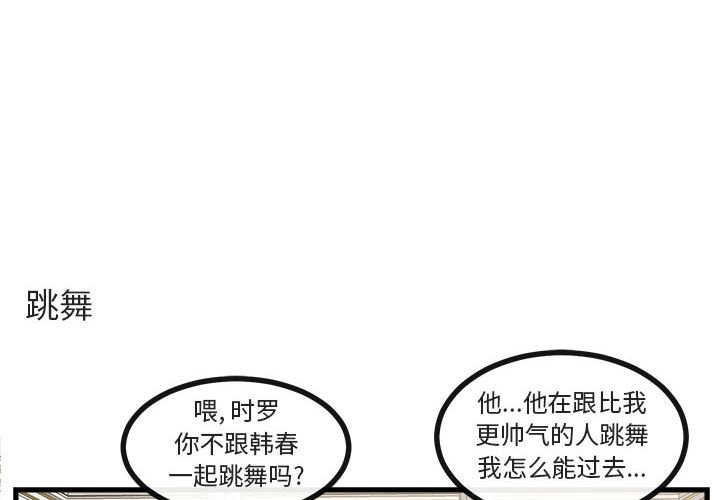 跳舞
喂, 时罗
你不跟韩春
一起跳舞吗?
他...他在跟比我
更帅气的人跳舞
我怎么能过去...